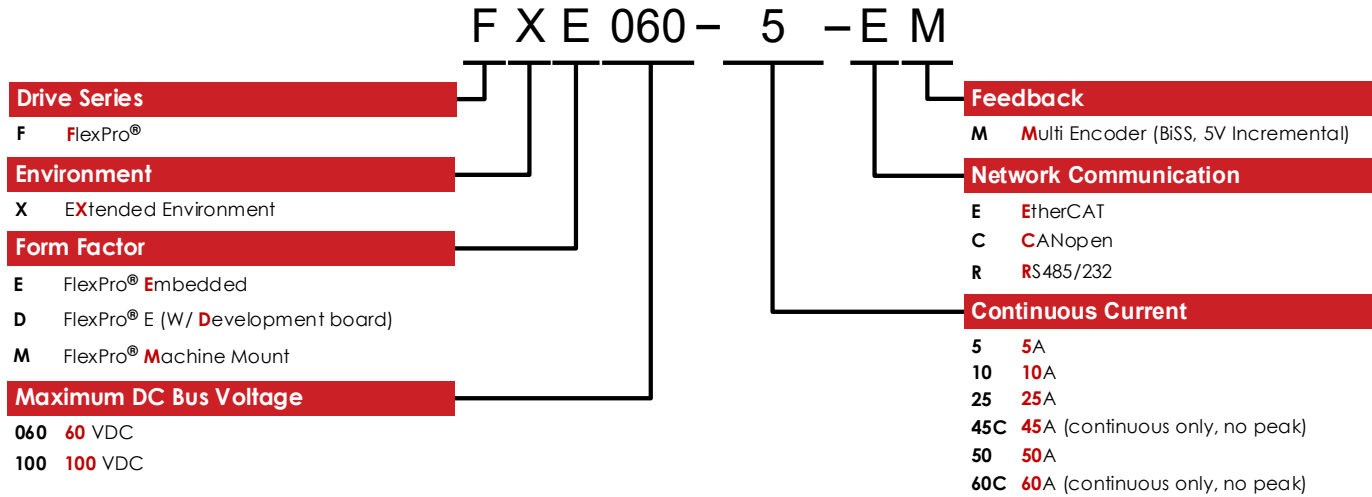 F X E 060 – 5 – E M
Drive Series
F FlexPro®
Environment
X EXtended Environment
Form Factor
E FlexPro® Embedded
D FlexPro® E (W/ Development board)
M FlexPro® Machine Mount
Maximum DC Bus Voltage
060 60 VDC
100 100 VDC
Feedback
M Multi Encoder (BiSS, 5V Incremental)
Network Communication
E EtherCAT
C CANopen
R RS485/232
Continuous Current
5 5A
10 10A
25 25A
45C 45A (continuous only, no peak)
50 50A
60C 60A (continuous only, no peak)